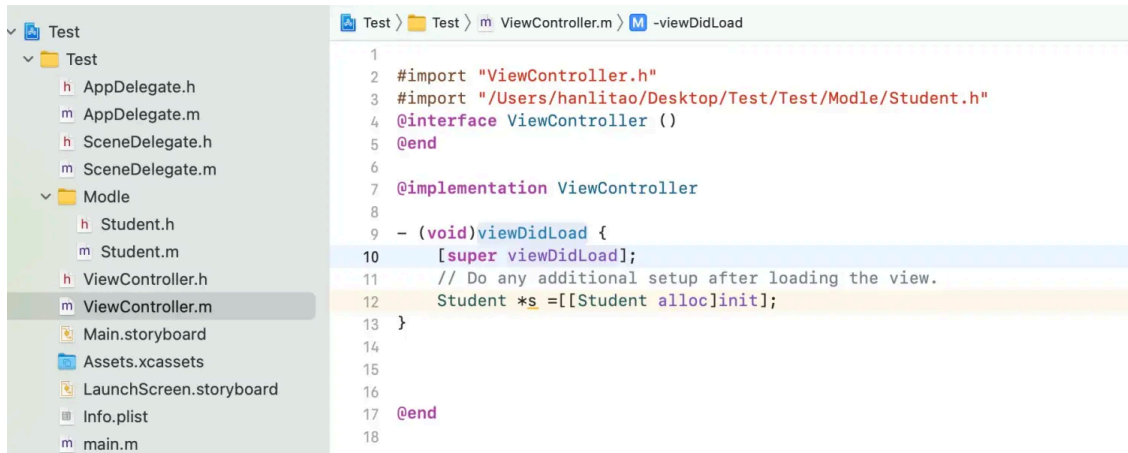 Test
Test
AppDelegate.h
AppDelegate.m
SceneDelegate.h
SceneDelegate.m
Modle
Student.h
Student.m
ViewController.h
ViewController.m
Main.storyboard
Assets.xcassets
LaunchScreen.storyboard
Info.plist
main.m
Test 〉 Test 〉 m ViewController.m 〉 M -viewDidLoad
1
2 #import "ViewController.h"
3 #import "/Users/hanlitao/Desktop/Test/Test/Modle/Student.h"
4 @interface ViewController ()
5 @end
6
7 @implementation ViewController
8
9 - (void)viewDidLoad {
10     [super viewDidLoad];
11     // Do any additional setup after loading the view.
12     Student *s =[[Student alloc]init];
13 }
14
15
16
17 @end
18